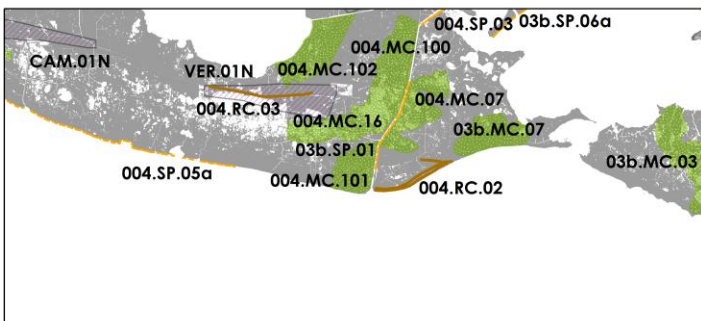 004.SP.03
03b.SP.06a
004.MC.100
CAM.01N
VER.01N
004.MC.102
004.RC.03
004.MC.07
004.MC.16
03b.MC.07
03b.SP.01
004.SP.05a
03b.MC.03
004.MC.101
004.RC.02